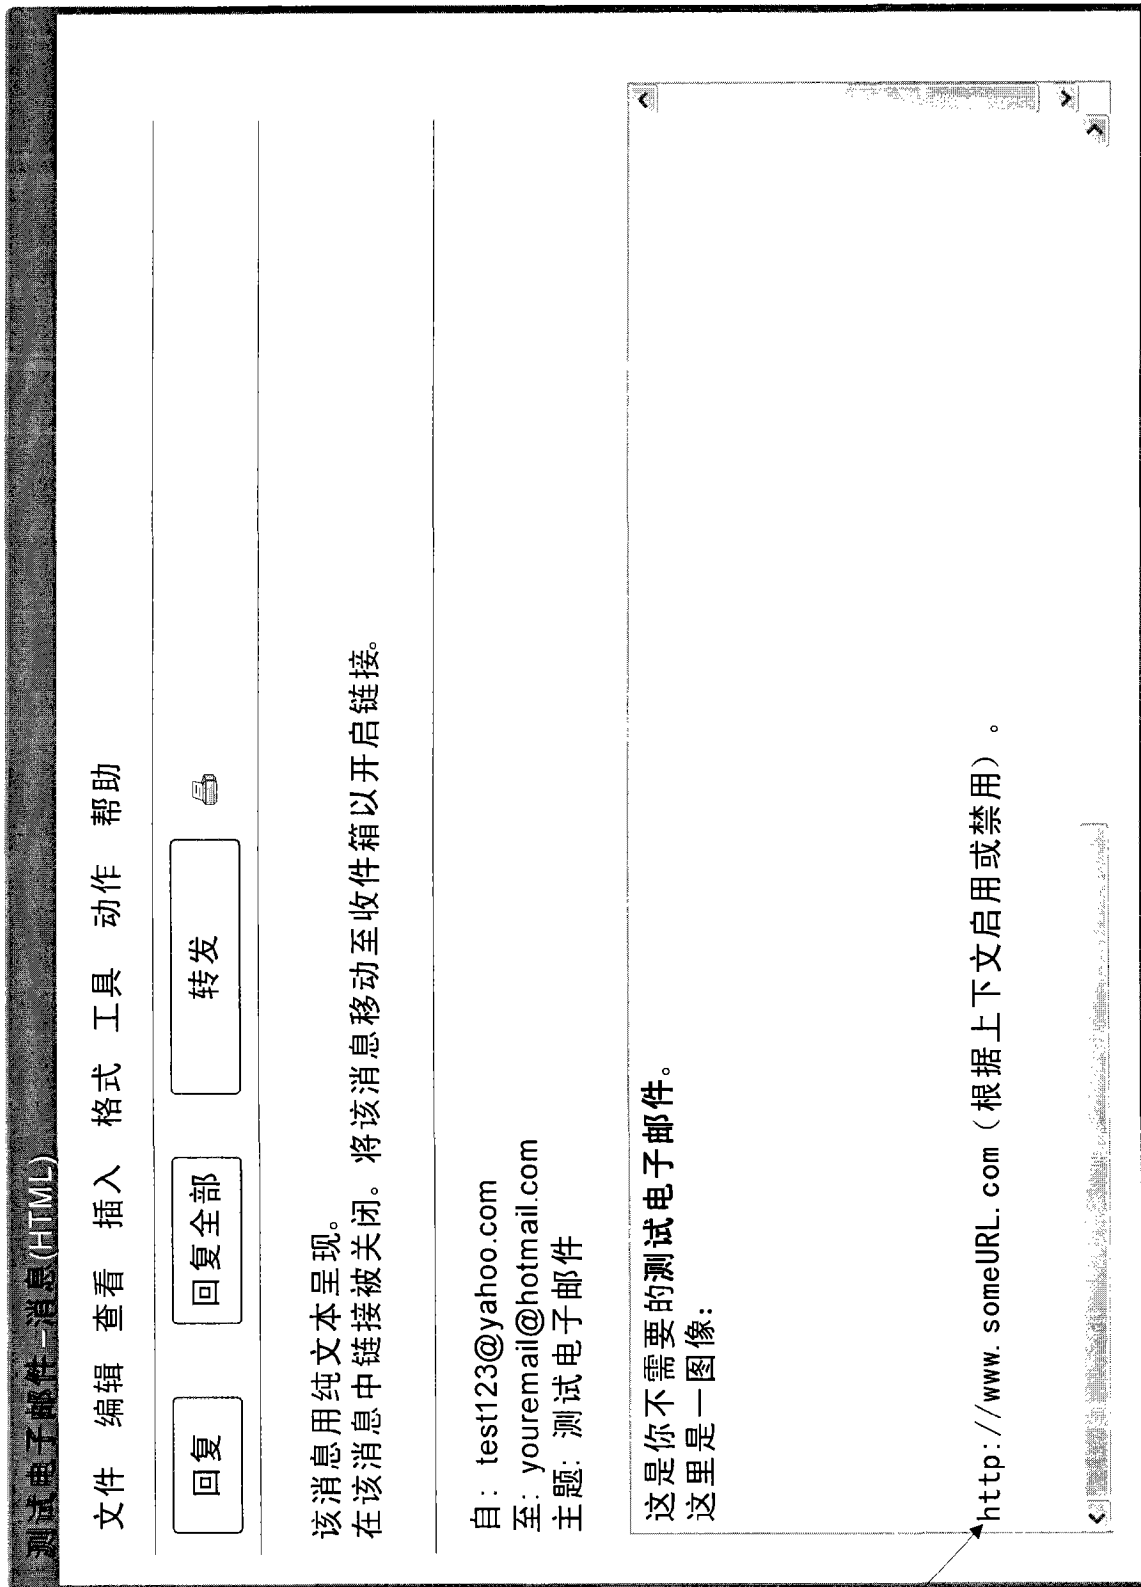 测试电子邮件–消息(HTML)
文件 编辑 查看 插入 格式 工具 动作 帮助
回复 回复全部 转发
该消息用纯文本呈现。
在该消息中链接被关闭。将该消息移动至收件箱以开启链接。
自: test123@yahoo.com
至: youremail@hotmail.com
主题: 测试电子邮件
这是你不需要的测试电子邮件。
这里是一图像:
http://www.someURL.com（根据上下文启用或禁用）。